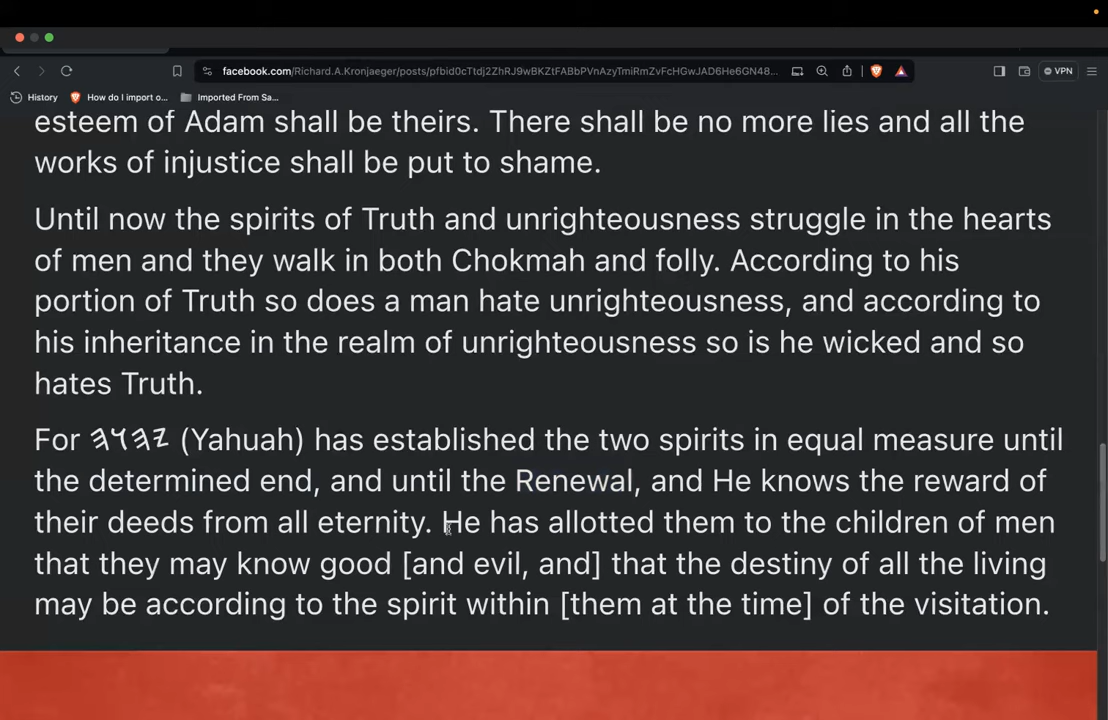 facebook.com/Richard.A.Kronjaeger/posts/pfbid0cTtdj2ZhRJ9wBKZtFABbPVnAzyTmiRmZvFcHGwJAD6He6GN48...
VPN
History
How do I import o...
Imported From Sa...
esteem of Adam shall be theirs. There shall be no more lies and all the
works of injustice shall be put to shame.
Until now the spirits of Truth and unrighteousness struggle in the hearts
of men and they walk in both Chokmah and folly. According to his
portion of Truth so does a man hate unrighteousness, and according to
his inheritance in the realm of unrighteousness so is he wicked and so
hates Truth.
For 𐤉𐤄𐤅𐤄 (Yahuah) has established the two spirits in equal measure until
the determined end, and until the Renewal, and He knows the reward of
their deeds from all eternity. He has allotted them to the children of men
that they may know good [and evil, and] that the destiny of all the living
may be according to the spirit within [them at the time] of the visitation.